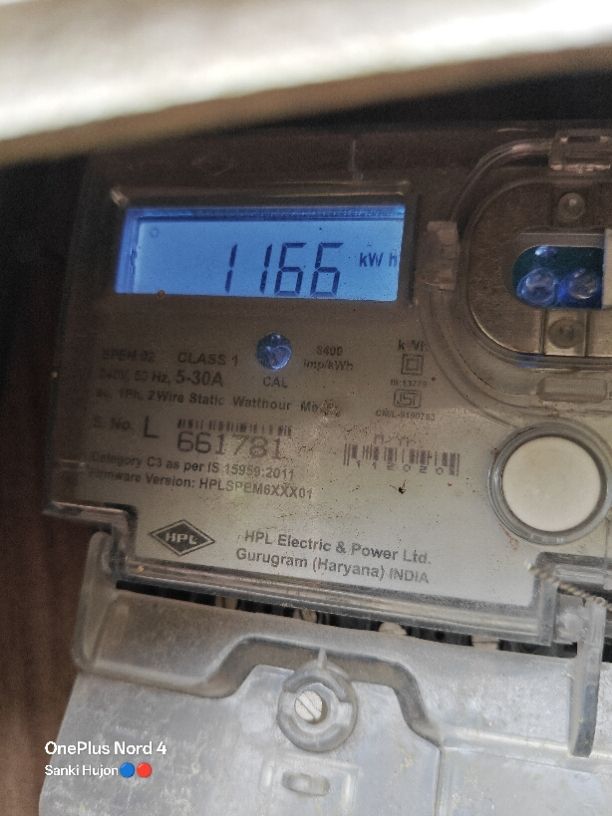 1166 kWh
CLASS 1
imp/kWh
240V, 50 Hz, 5-30A
CAL
ac, 1Ph, 2Wire Static Watthour
S. No. L 661781
M/Yr.
Category C3 as per IS 15959:2011
Firmware Version: HPLSPEM6XXX01
HPL
HPL Electric & Power Ltd.
Gurugram (Haryana) INDIA
OnePlus Nord 4
Sanki Hujon🔵🔴